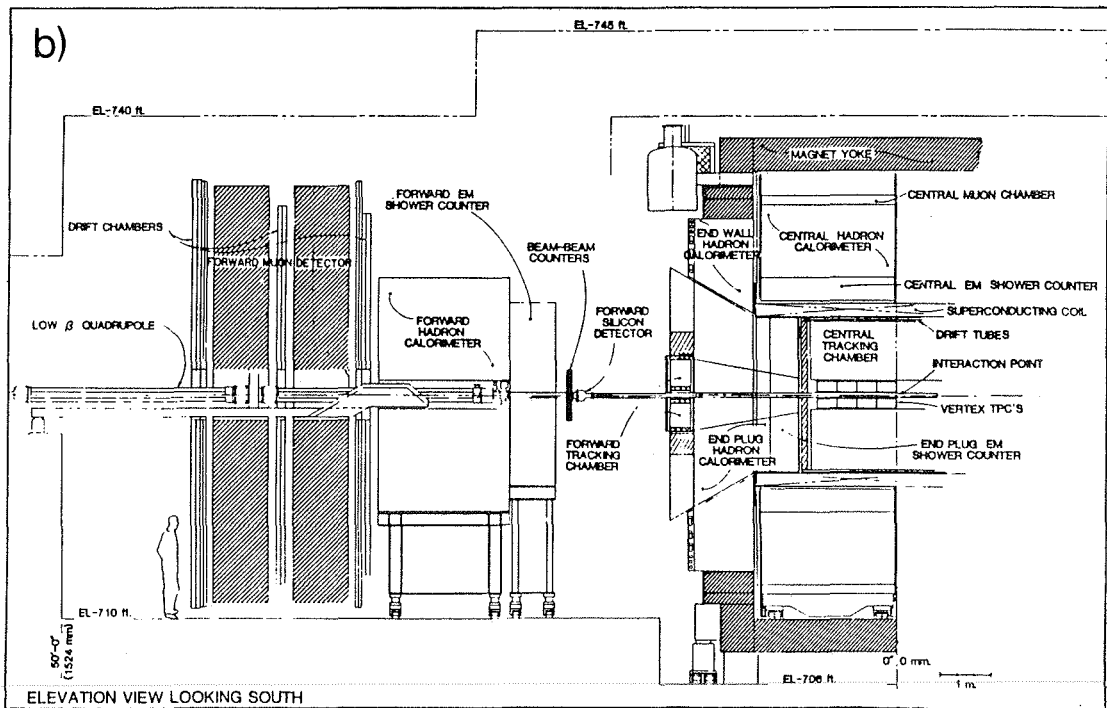 b)
EL-746 ft.
EL-740 ft.
MAGNET YOKE
FORWARD EM
SHOWER COUNTER
CENTRAL MUON CHAMBER
DRIFT CHAMBERS
FORWARD MUON DETECTOR
BEAM-BEAM
COUNTERS
END WALL
HADRON
CALORIMETER
CENTRAL HADRON
CALORIMETER
CENTRAL EM SHOWER COUNTER
SUPERCONDUCTING COIL
LOW β QUADRUPOLE
FORWARD
HADRON
CALORIMETER
FORWARD
SILICON
DETECTOR
DRIFT TUBES
CENTRAL
TRACKING
CHAMBER
INTERACTION POINT
VERTEX TPC'S
FORWARD
TRACKING
CHAMBER
END PLUG
HADRON
CALORIMETER
END PLUG EM
SHOWER COUNTER
EL-710 ft.
50'-0"
(1524 mm)
0", 0 mm.
EL-706 ft.
1 m.
ELEVATION VIEW LOOKING SOUTH